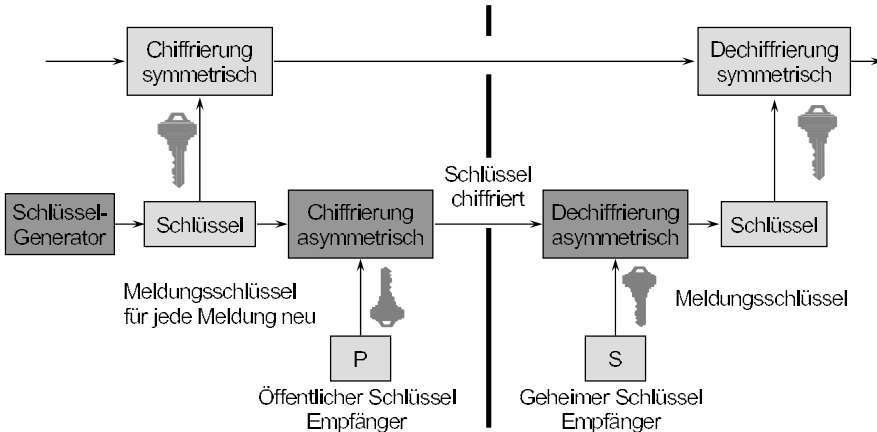 Chiffrierung
symmetrisch
Dechiffrierung
symmetrisch
Schlüssel
chiffriert
Schlüssel-
Generator
Schlüssel
Chiffrierung
asymmetrisch
Dechiffrierung
asymmetrisch
Schlüssel
Meldungsschlüssel
für jede Meldung neu
Meldungsschlüssel
P
S
Öffentlicher Schlüssel
Empfänger
Geheimer Schlüssel
Empfänger